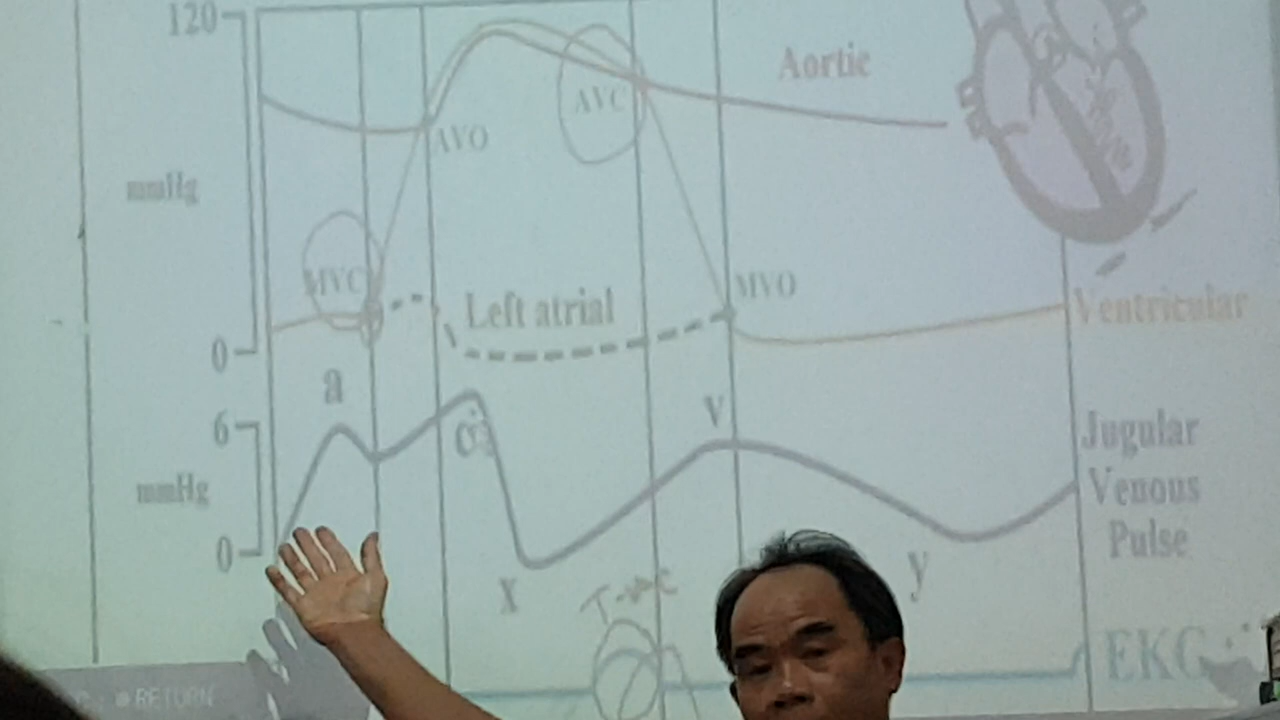 120
Aortic
AVC
AVO
mmHg
MVC
MVO
Left atrial
Ventricular
0
a
6
v
c
Jugular
mmHg
Venous
0
Pulse
x
y
EKG
RETURN